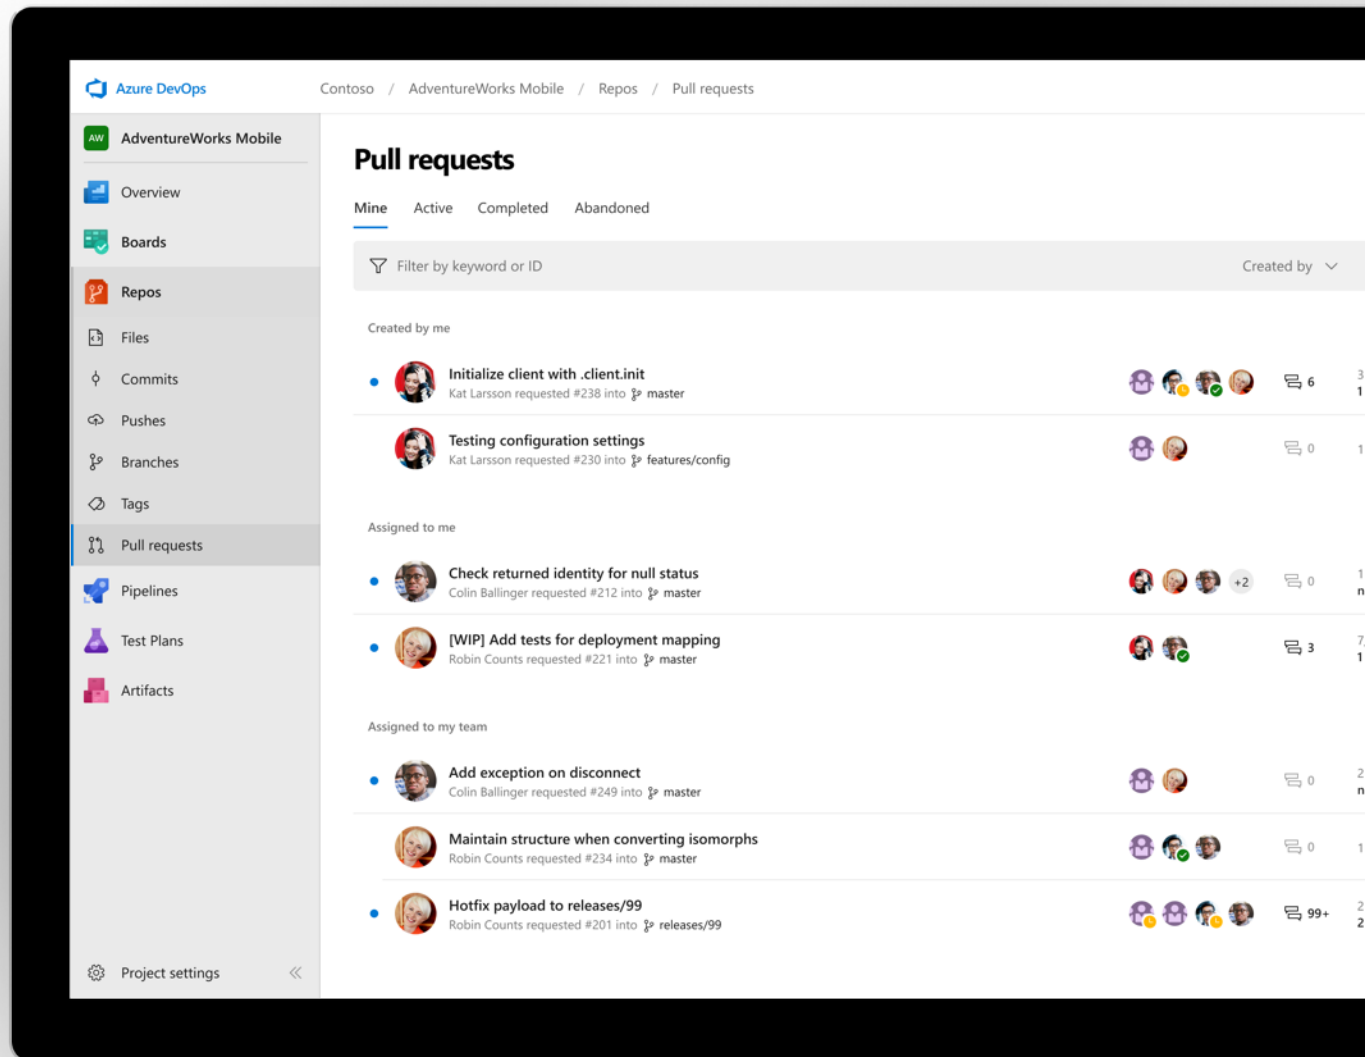 Azure DevOps
Contoso / AdventureWorks Mobile / Repos / Pull requests
AW AdventureWorks Mobile
Overview
Boards
Repos
Files
Commits
Pushes
Branches
Tags
Pull requests
Pipelines
Test Plans
Artifacts
Project settings
Pull requests
Mine Active Completed Abandoned
Filter by keyword or ID Created by
Created by me
Initialize client with .client.init
Kat Larsson requested #238 into master
6
Testing configuration settings
Kat Larsson requested #230 into features/config
0
Assigned to me
Check returned identity for null status
Colin Ballinger requested #212 into master
+2 0
[WIP] Add tests for deployment mapping
Robin Counts requested #221 into master
3
Assigned to my team
Add exception on disconnect
Colin Ballinger requested #249 into master
0
Maintain structure when converting isomorphs
Robin Counts requested #234 into master
0
Hotfix payload to releases/99
Robin Counts requested #201 into releases/99
99+